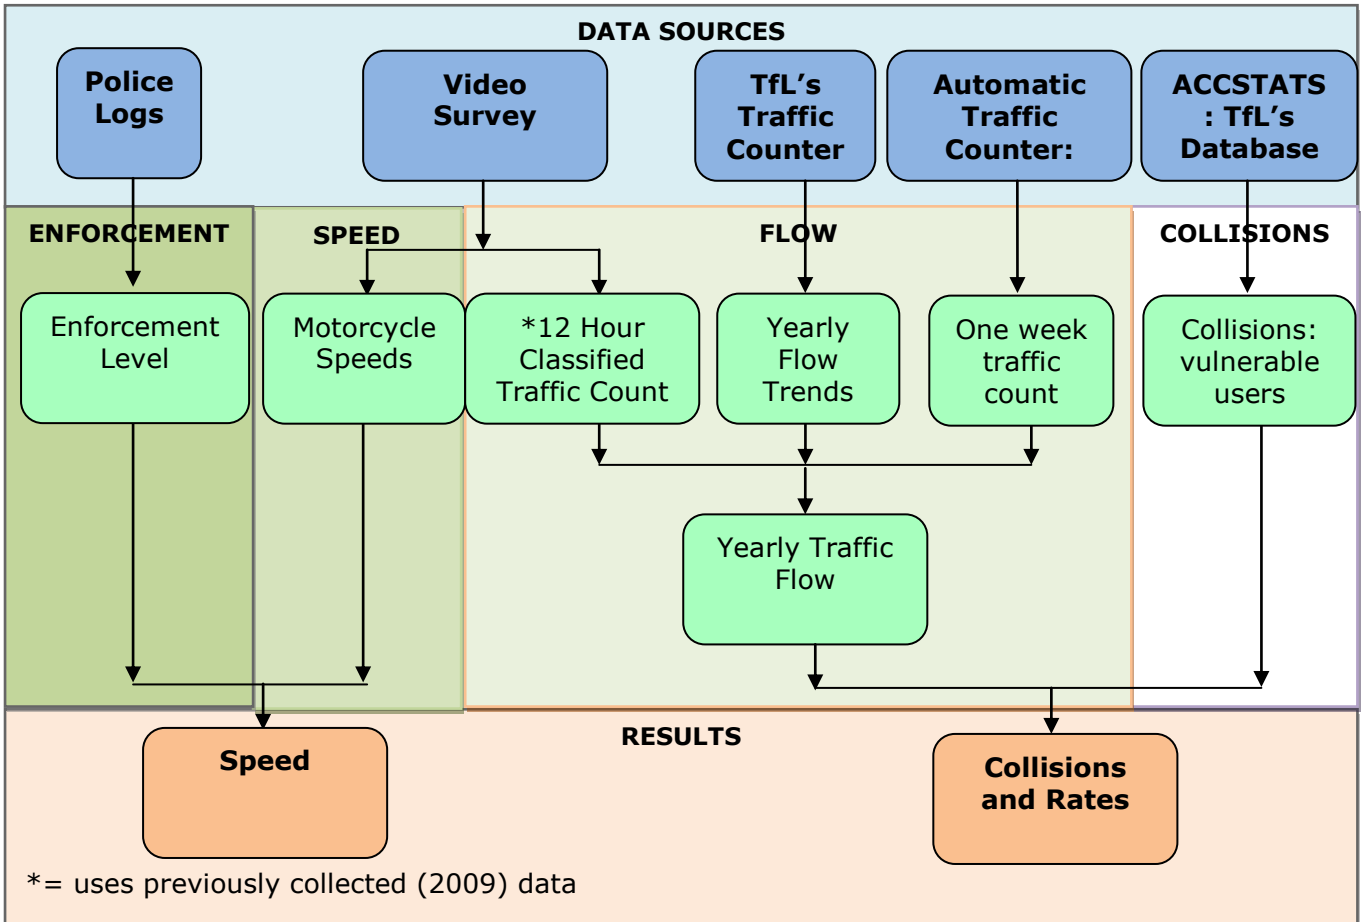 DATA SOURCES
Police
Logs
Video
Survey
TfL’s
Traffic
Counter
Automatic
Traffic
Counter:
ACCSTATS
: TfL’s
Database
ENFORCEMENT
SPEED
FLOW
COLLISIONS
Enforcement
Level
Motorcycle
Speeds
*12 Hour
Classified
Traffic Count
Yearly
Flow
Trends
One week
traffic
count
Collisions:
vulnerable
users
Yearly Traffic
Flow
RESULTS
Speed
Collisions
and Rates
*= uses previously collected (2009) data